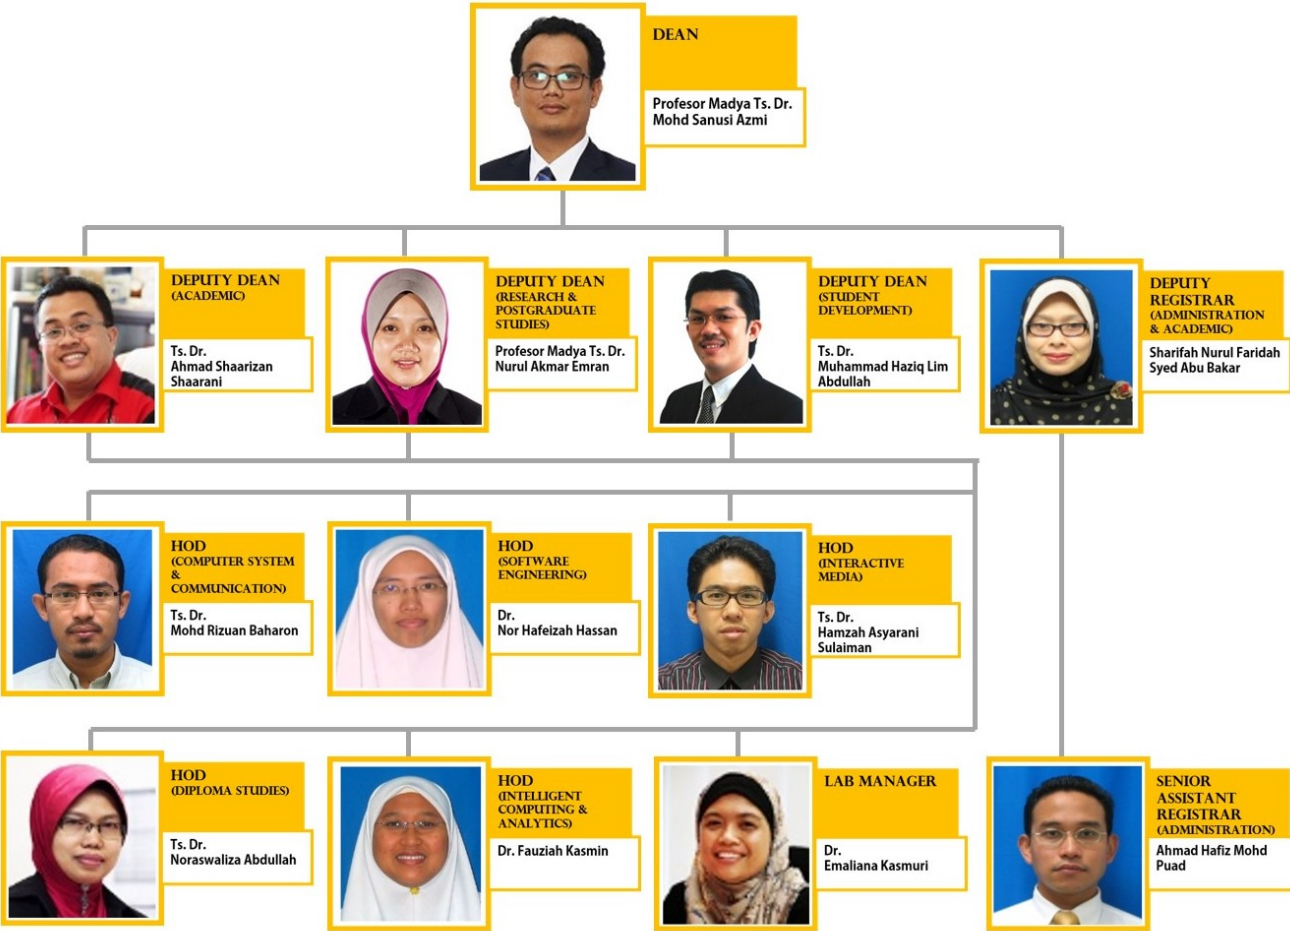 DEAN
Profesor Madya Ts. Dr.
Mohd Sanusi Azmi
DEPUTY DEAN
(ACADEMIC)
Ts. Dr.
Ahmad Shaarizan
Shaarani
DEPUTY DEAN
(RESEARCH &
POSTGRADUATE
STUDIES)
Profesor Madya Ts. Dr.
Nurul Akmar Emran
DEPUTY DEAN
(STUDENT
DEVELOPMENT)
Ts. Dr.
Muhammad Haziq Lim
Abdullah
DEPUTY
REGISTRAR
(ADMINISTRATION
& ACADEMIC)
Sharifah Nurul Faridah
Syed Abu Bakar
HOD
(COMPUTER SYSTEM
&
COMMUNICATION)
Ts. Dr.
Mohd Rizuan Baharon
HOD
(SOFTWARE
ENGINEERING)
Dr.
Nor Hafeizah Hassan
HOD
(INTERACTIVE
MEDIA)
Ts. Dr.
Hamzah Asyarani
Sulaiman
HOD
(DIPLOMA STUDIES)
Ts. Dr.
Noraswaliza Abdullah
HOD
(INTELLIGENT
COMPUTING &
ANALYTICS)
Dr. Fauziah Kasmin
LAB MANAGER
Dr.
Emaliana Kasmuri
SENIOR
ASSISTANT
REGISTRAR
(ADMINISTRATION)
Ahmad Hafiz Mohd
Puad